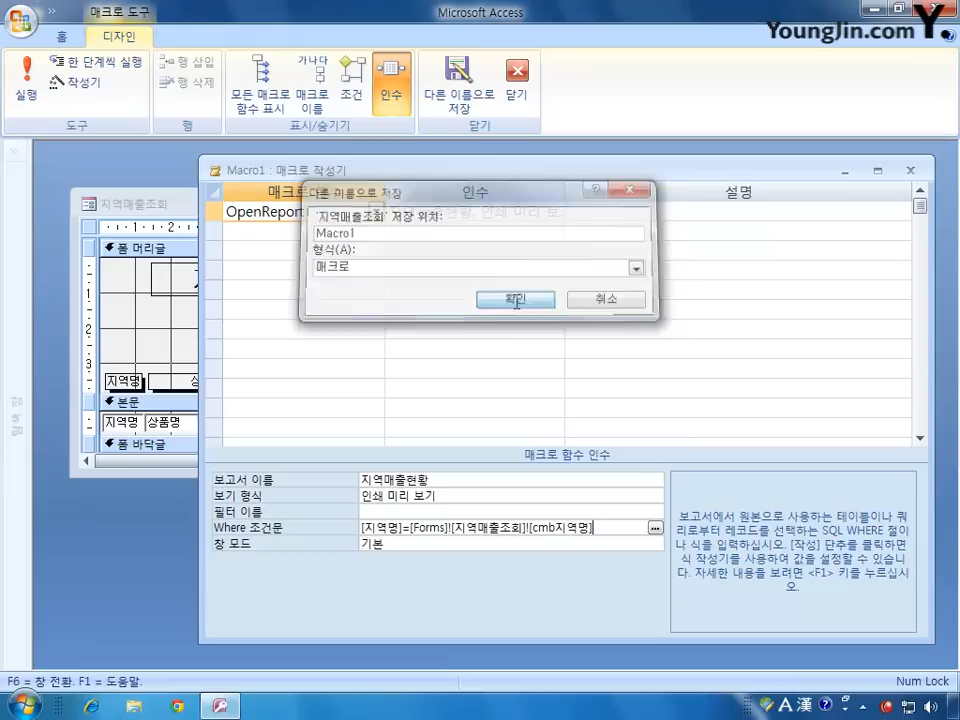 매크로 도구
Microsoft Access
YoungJin.com Y.
홈
디자인
실행
한 단계씩 실행
작성기
도구
행 삽입
행 삭제
행
모든 매크로
함수 표시
가나다
매크로
이름
조건
인수
표시/숨기기
다른 이름으로
저장
닫기
닫기
지역매출조회
폼 머리글
지역명
본문
지역명
상품명
폼 바닥글
Macro1 : 매크로 작성기
인수
설명
OpenReport
다른 이름으로 저장
'지역매출조회' 저장 위치:
Macro1
형식(A):
매크로
확인
취소
매크로 함수 인수
보고서 이름
지역매출현황
보기 형식
인쇄 미리 보기
필터 이름
Where 조건문
[지역명]=[Forms]![지역매출조회]![cmb지역명]
...
창 모드
기본
보고서에서 원본으로 사용하는 테이블이나 쿼
리로부터 레코드를 선택하는 SQL WHERE 절이
나 식을 입력하십시오. [작성] 단추를 클릭하면
식 작성기를 사용하여 값을 설정할 수 있습니
다. 자세한 내용을 보려면 <F1> 키를 누르십시
오.
F6 = 창 전환. F1 = 도움말.
Num Lock
A 漢